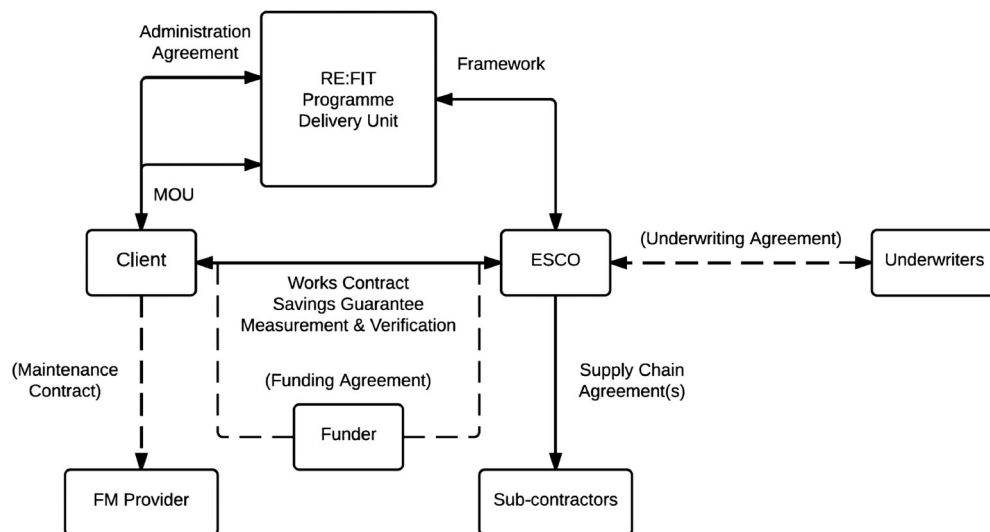 Administration
Agreement
RE:FIT
Programme
Delivery Unit
Framework
MOU
Client
ESCO
(Underwriting Agreement)
Underwriters
Works Contract
Savings Guarantee
Measurement & Verification
(Maintenance
Contract)
(Funding Agreement)
Supply Chain
Agreement(s)
Funder
FM Provider
Sub-contractors